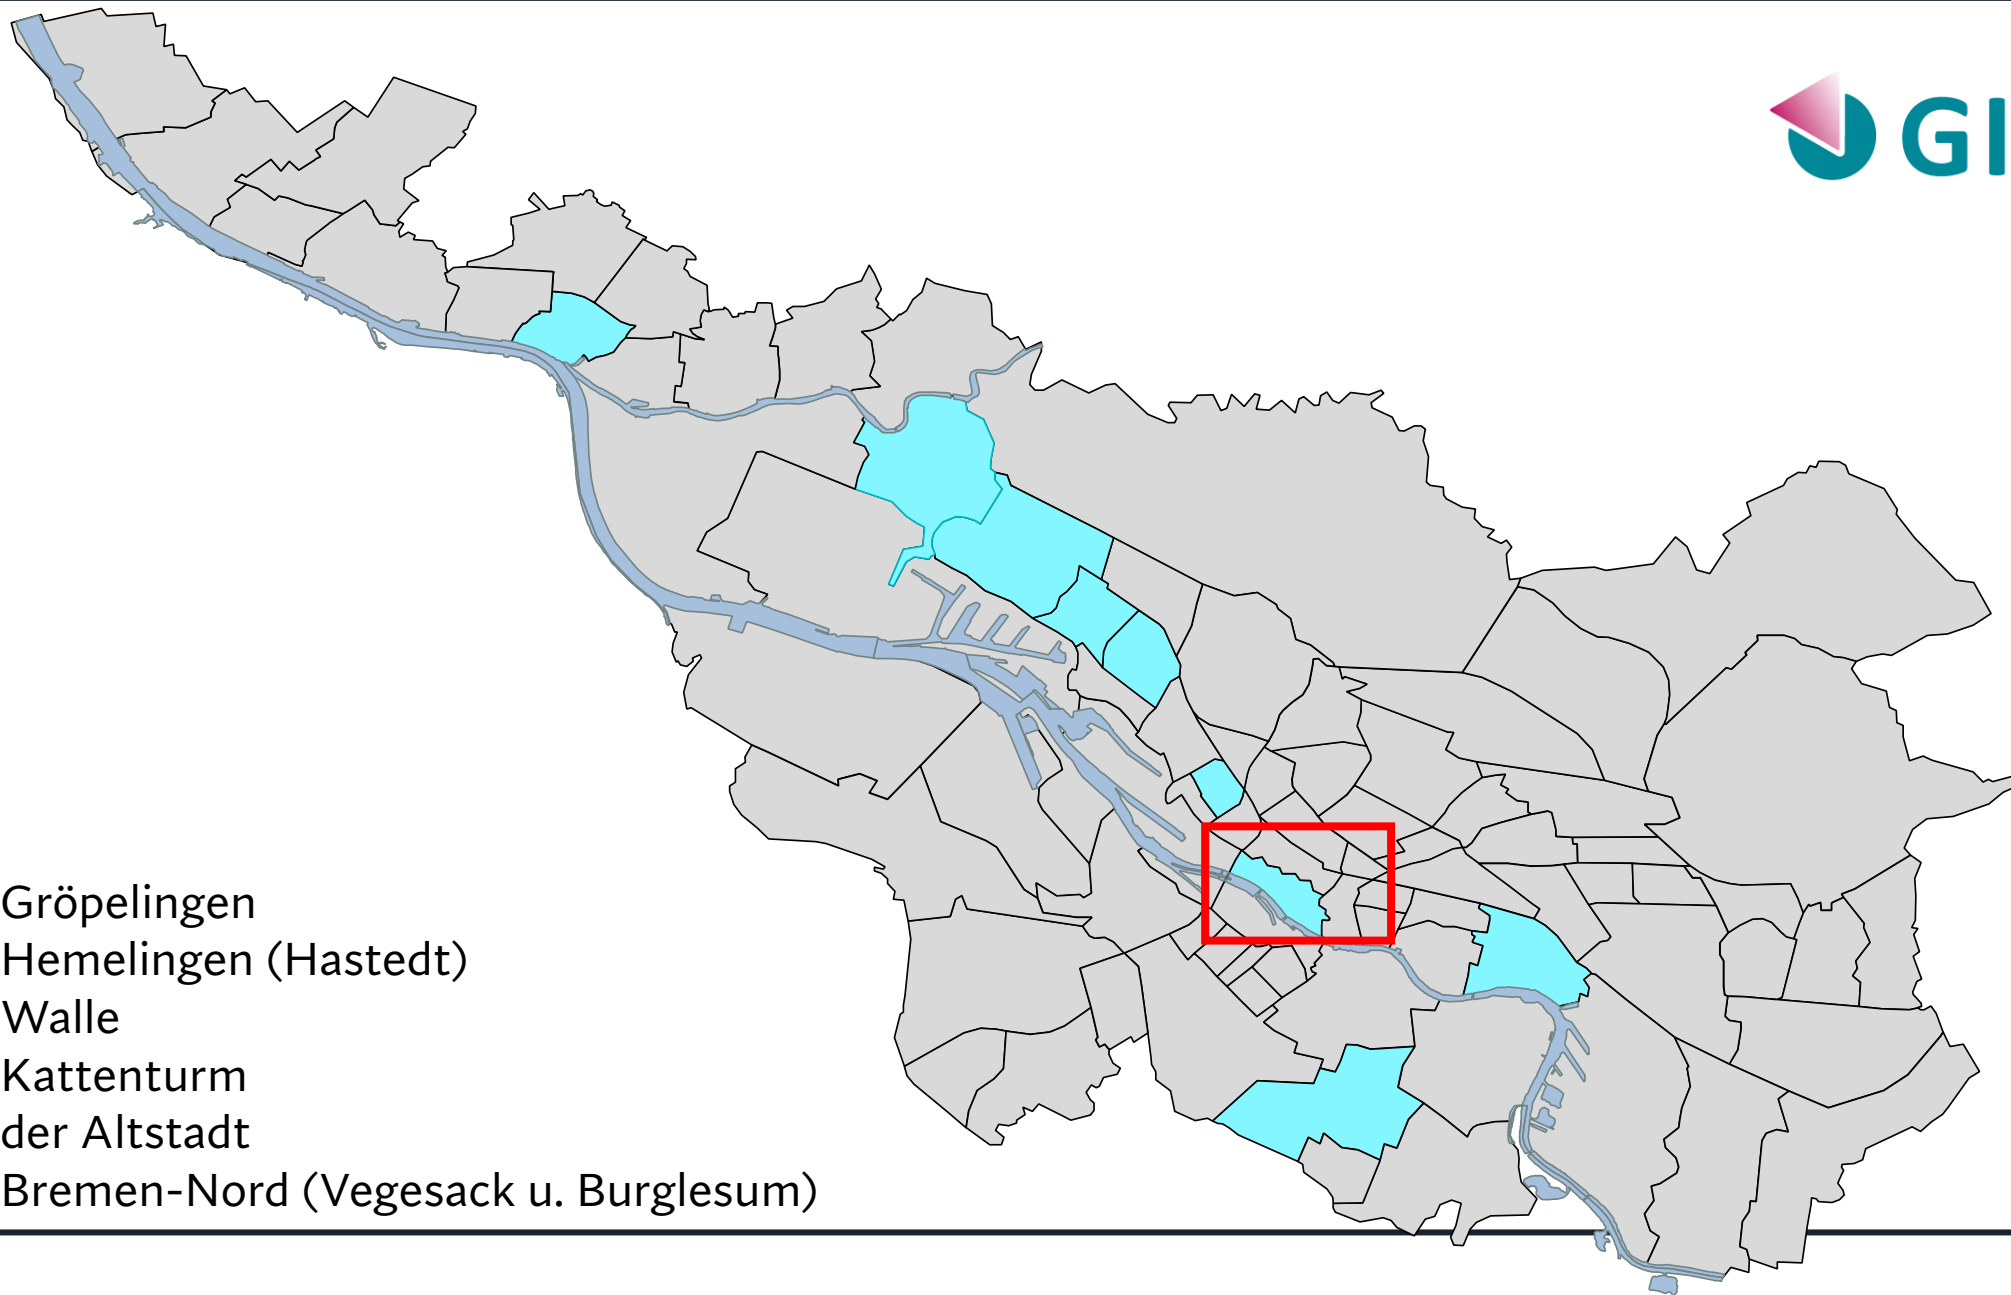 GI
Gröpelingen
Hemelingen (Hastedt)
Walle
Kattenturm
der Altstadt
Bremen-Nord (Vegesack u. Burglesum)